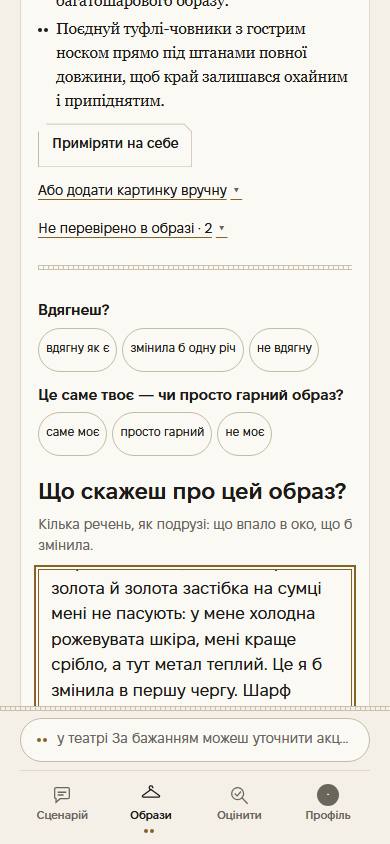 багатошарового образу.
•• Поєднуй туфлі-човники з гострим
носком прямо під штанами повної
довжини, щоб край залишався охайним
і припіднятим.
Приміряти на себе
Або додати картинку вручну ▾
Не перевірено в образі · 2 ▾
Вдягнеш?
вдягну як є змінила б одну річ не вдягну
Це саме твоє — чи просто гарний образ?
саме моє просто гарний не моє
Що скажеш про цей образ?
Кілька речень, як подрузі: що впало в око, що б
змінила.
золота й золота застібка на сумці
мені не пасують: у мене холодна
рожевувата шкіра, мені краще
срібло, а тут метал теплий. Це я б
змінила в першу чергу. Шарф
•• у театрі За бажанням можеш уточнити акц...
Сценарій Образи Оцінити Профіль